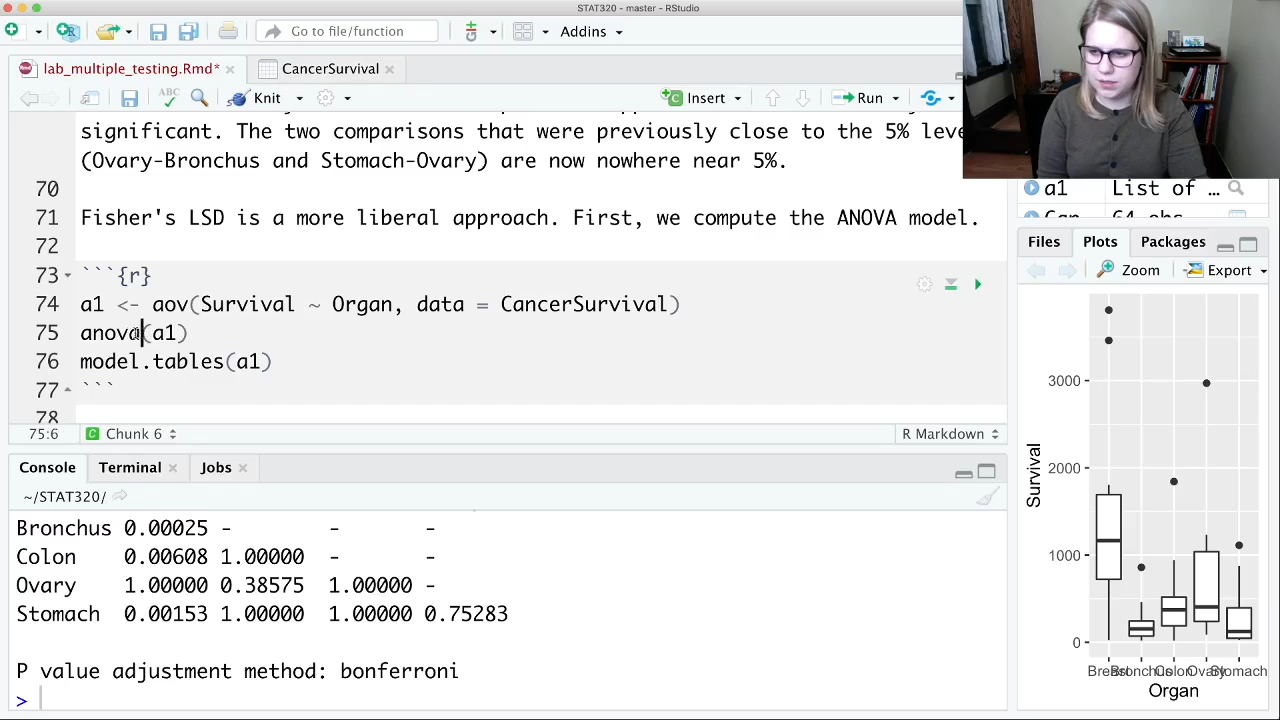 STAT320 - master - RStudio
Go to file/function
Addins
lab_multiple_testing.Rmd*
CancerSurvival
ABC
Knit
Insert
Run
significant. The two comparisons that were previously close to the 5%
(Ovary-Bronchus and Stomach-Ovary) are now nowhere near 5%.
70
71 Fisher's LSD is a more liberal approach. First, we compute the ANOVA model.
72
73 ```{r}
74 a1 <- aov(Survival ~ Organ, data = CancerSurvival)
75 anova(a1)
76 model.tables(a1)
77 ```
78
75:6
Chunk 6
R Markdown
Console
Terminal
Jobs
~/STAT320/
Bronchus 0.00025 - - -
Colon 0.00608 1.00000 - -
Ovary 1.00000 0.38575 1.00000 -
Stomach 0.00153 1.00000 1.00000 0.75283
P value adjustment method: bonferroni
>
a1 List of …
Files
Plots
Packages
Zoom
Export
3000
2000
1000
0
Survival
Stomach
Organ